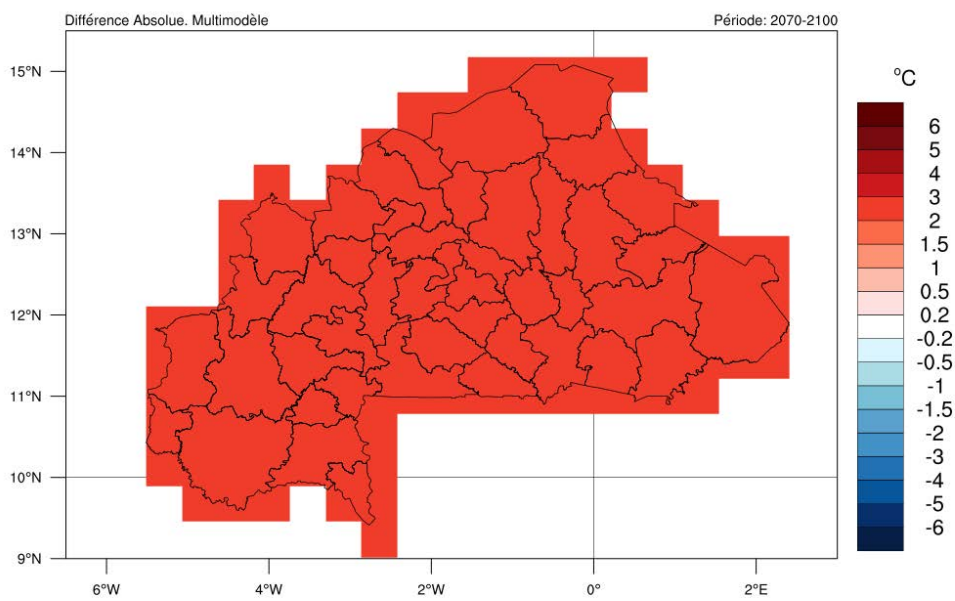 Différence Absolue. Multimodèle
Période: 2070-2100
°C
15°N
14°N
13°N
12°N
11°N
10°N
9°N
6
5
4
3
2
1.5
1
0.5
0.2
-0.2
-0.5
-1
-1.5
-2
-3
-4
-5
-6
6°W
4°W
2°W
0°
2°E